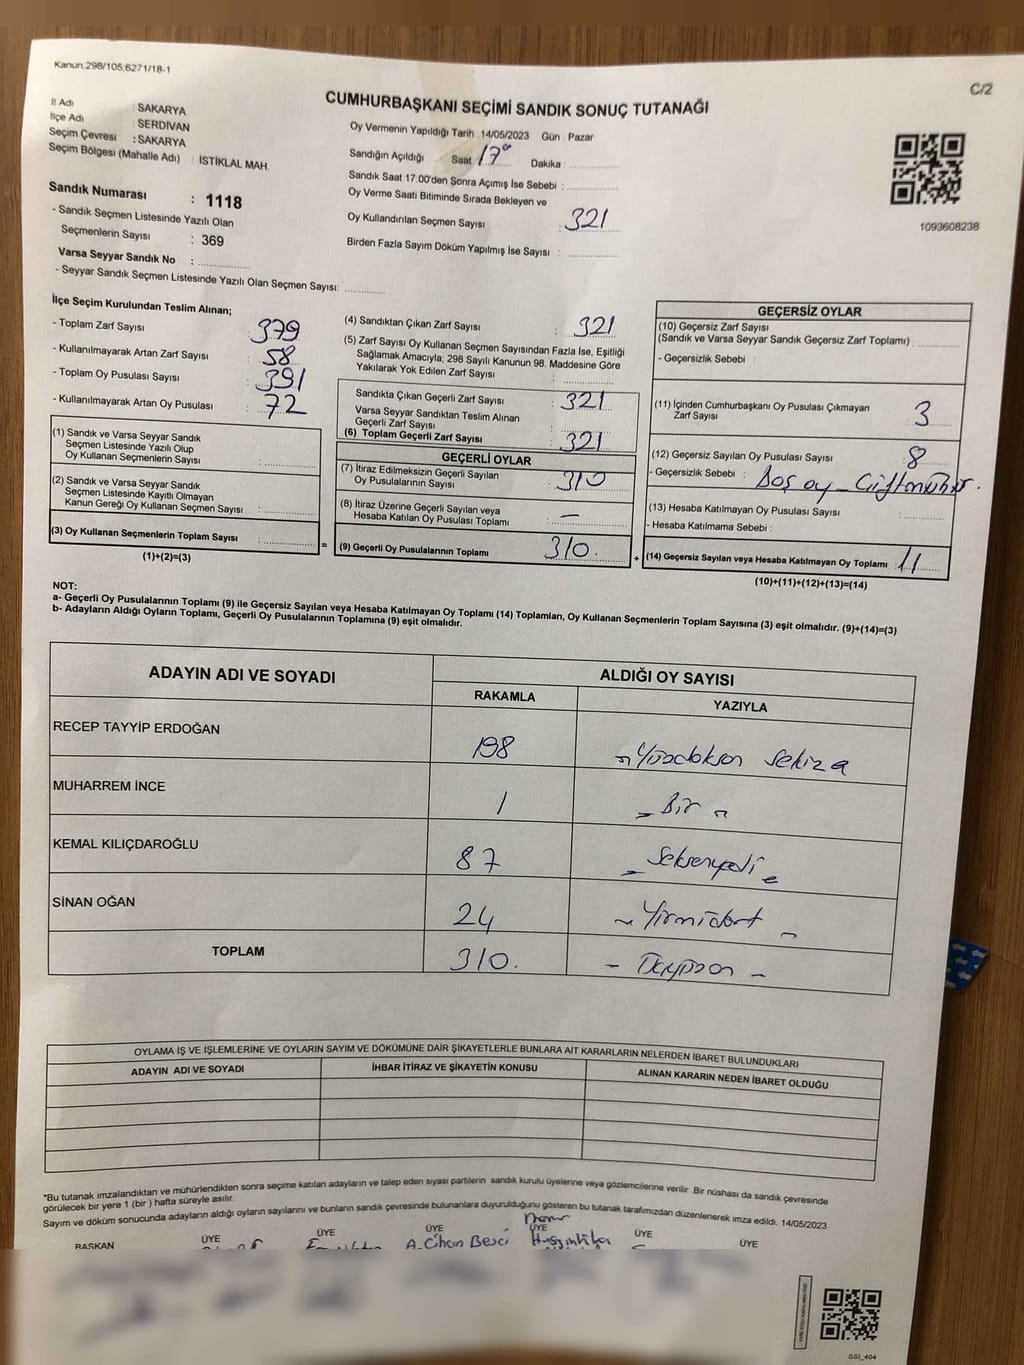 Kanun;298/105;6271/18-1
C/2
CUMHURBAŞKANI SEÇİMİ SANDIK SONUÇ TUTANAĞI
İl Adı : SAKARYA
İlçe Adı : SERDİVAN
Seçim Çevresi : SAKARYA
Seçim Bölgesi (Mahalle Adı) : İSTİKLAL MAH.
Sandık Numarası : 1118
- Sandık Seçmen Listesinde Yazılı Olan
Seçmenlerin Sayısı : 369
Varsa Seyyar Sandık No :
- Seyyar Sandık Seçmen Listesinde Yazılı Olan Seçmen Sayısı:
Oy Vermenin Yapıldığı Tarih :14/05/2023 Gün : Pazar
Sandığın Açıldığı Saat 17⁰⁰ Dakika :
Sandık Saat 17:00'den Sonra Açımış İse Sebebi :
Oy Verme Saati Bitiminde Sırada Bekleyen ve
Oy Kullandırılan Seçmen Sayısı : 321
Birden Fazla Sayım Döküm Yapılmış İse Sayısı :
1093608238
İlçe Seçim Kurulundan Teslim Alınan;
- Toplam Zarf Sayısı : 379
- Kullanılmayarak Artan Zarf Sayısı : 58
- Toplam Oy Pusulası Sayısı : 391
- Kullanılmayarak Artan Oy Pusulası : 72
(1) Sandık ve Varsa Seyyar Sandık
Seçmen Listesinde Yazılı Olup
Oy Kullanan Seçmenlerin Sayısı :
(2) Sandık ve Varsa Seyyar Sandık
Seçmen Listesinde Kayıtlı Olmayan
Kanun Gereği Oy Kullanan Seçmen Sayısı :
(3) Oy Kullanan Seçmenlerin Toplam Sayısı :
(1)+(2)=(3)
=
(4) Sandıktan Çıkan Zarf Sayısı : 321
(5) Zarf Sayısı Oy Kullanan Seçmen Sayısından Fazla İse, Eşitliği
Sağlamak Amacıyla; 298 Sayılı Kanunun 98. Maddesine Göre
Yakılarak Yok Edilen Zarf Sayısı :
Sandıkta Çıkan Geçerli Zarf Sayısı : 321
Varsa Seyyar Sandıktan Teslim Alınan
Geçerli Zarf Sayısı :
(6) Toplam Geçerli Zarf Sayısı : 321
GEÇERLİ OYLAR
(7) İtiraz Edilmeksizin Geçerli Sayılan
Oy Pusulalarının Sayısı : 310
(8) İtiraz Üzerine Geçerli Sayılan veya
Hesaba Katılan Oy Pusulası Toplamı : –
(9) Geçerli Oy Pusulalarının Toplamı 310.
+
GEÇERSİZ OYLAR
(10) Geçersiz Zarf Sayısı
(Sandık ve Varsa Seyyar Sandık Geçersiz Zarf Toplamı) :
- Geçersizlik Sebebi :
(11) İçinden Cumhurbaşkanı Oy Pusulası Çıkmayan
Zarf Sayısı : 3
(12) Geçersiz Sayılan Oy Pusulası Sayısı : 8
- Geçersizlik Sebebi : Boş oy – Çift mühür.
(13) Hesaba Katılmayan Oy Pusulası Sayısı :
- Hesaba Katılmama Sebebi :
(14) Geçersiz Sayılan veya Hesaba Katılmayan Oy Toplamı : 11
(10)+(11)+(12)+(13)=(14)
NOT:
a- Geçerli Oy Pusulalarının Toplamı (9) ile Geçersiz Sayılan veya Hesaba Katılmayan Oy Toplamı (14) Toplamları, Oy Kullanan Seçmenlerin Toplam Sayısına (3) eşit olmalıdır. (9)+(14)=(3)
b- Adayların Aldığı Oyların Toplamı, Geçerli Oy Pusulalarının Toplamına (9) eşit olmalıdır.
ADAYIN ADI VE SOYADI ALDIĞI OY SAYISI
RAKAMLA YAZIYLA
RECEP TAYYİP ERDOĞAN 198 Yüzdoksan sekiz
MUHARREM İNCE 1 – Bir –
KEMAL KILIÇDAROĞLU 87 – Seksenyedi –
SİNAN OĞAN 24 – Yirmidört –
TOPLAM 310. – Üçyüzon –
OYLAMA İŞ VE İŞLEMLERİNE VE OYLARIN SAYIM VE DÖKÜMÜNE DAİR ŞİKAYETLERLE BUNLARA AİT KARARLARIN NELERDEN İBARET BULUNDUKLARI
ADAYIN ADI VE SOYADI İHBAR İTİRAZ VE ŞİKAYETİN KONUSU ALINAN KARARIN NEDEN İBARET OLDUĞU
*Bu tutanak imzalandıktan ve mühürlendikten sonra seçime katılan adayların ve talep eden siyasi partilerin sandık kurulu üyelerine veya gözlemcilerine verilir. Bir nüshası da sandık çevresinde
görülecek bir yere 1 (bir ) hafta süreyle asılır.
Sayım ve döküm sonucunda adayların aldığı oyların sayılarını ve bunların sandık çevresinde bulunanlara duyurulduğunu gösteren bu tutanak tarafımızdan düzenlenerek imza edildi. 14/05/2023
BAŞKAN ÜYE ÜYE ÜYE ÜYE ÜYE ÜYE
A. Cihan
SSI_404